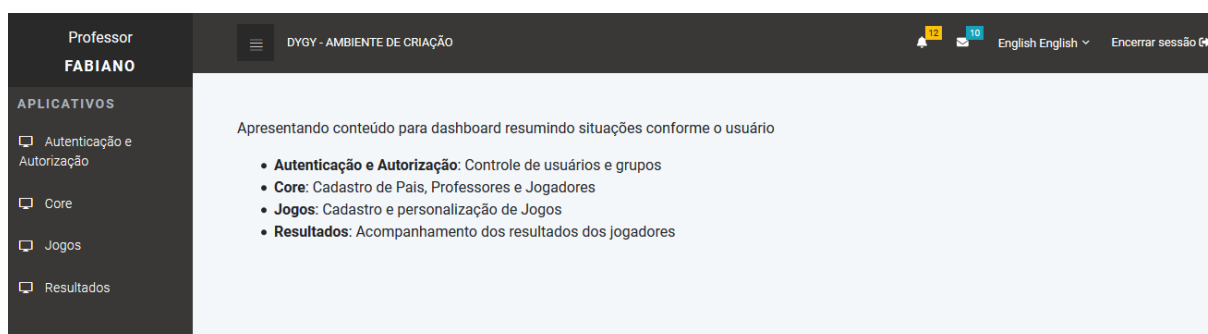 Professor
FABIANO
APLICATIVOS
Autenticação e
Autorização
Core
Jogos
Resultados
DYGY - AMBIENTE DE CRIAÇÃO
12
10
English English
Encerrar sessão
Apresentando conteúdo para dashboard resumindo situações conforme o usuário
• Autenticação e Autorização: Controle de usuários e grupos
• Core: Cadastro de Pais, Professores e Jogadores
• Jogos: Cadastro e personalização de Jogos
• Resultados: Acompanhamento dos resultados dos jogadores